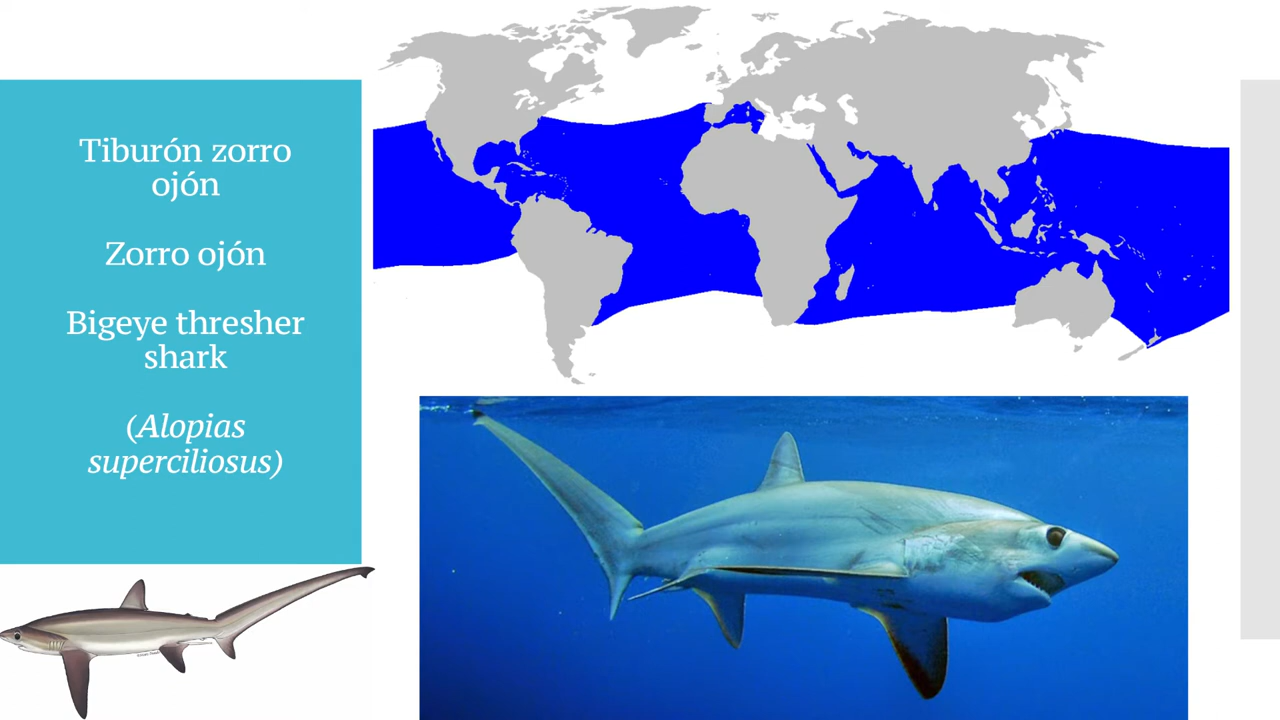 Tiburón zorro
ojón
Zorro ojón
Bigeye thresher
shark
(Alopias
superciliosus)